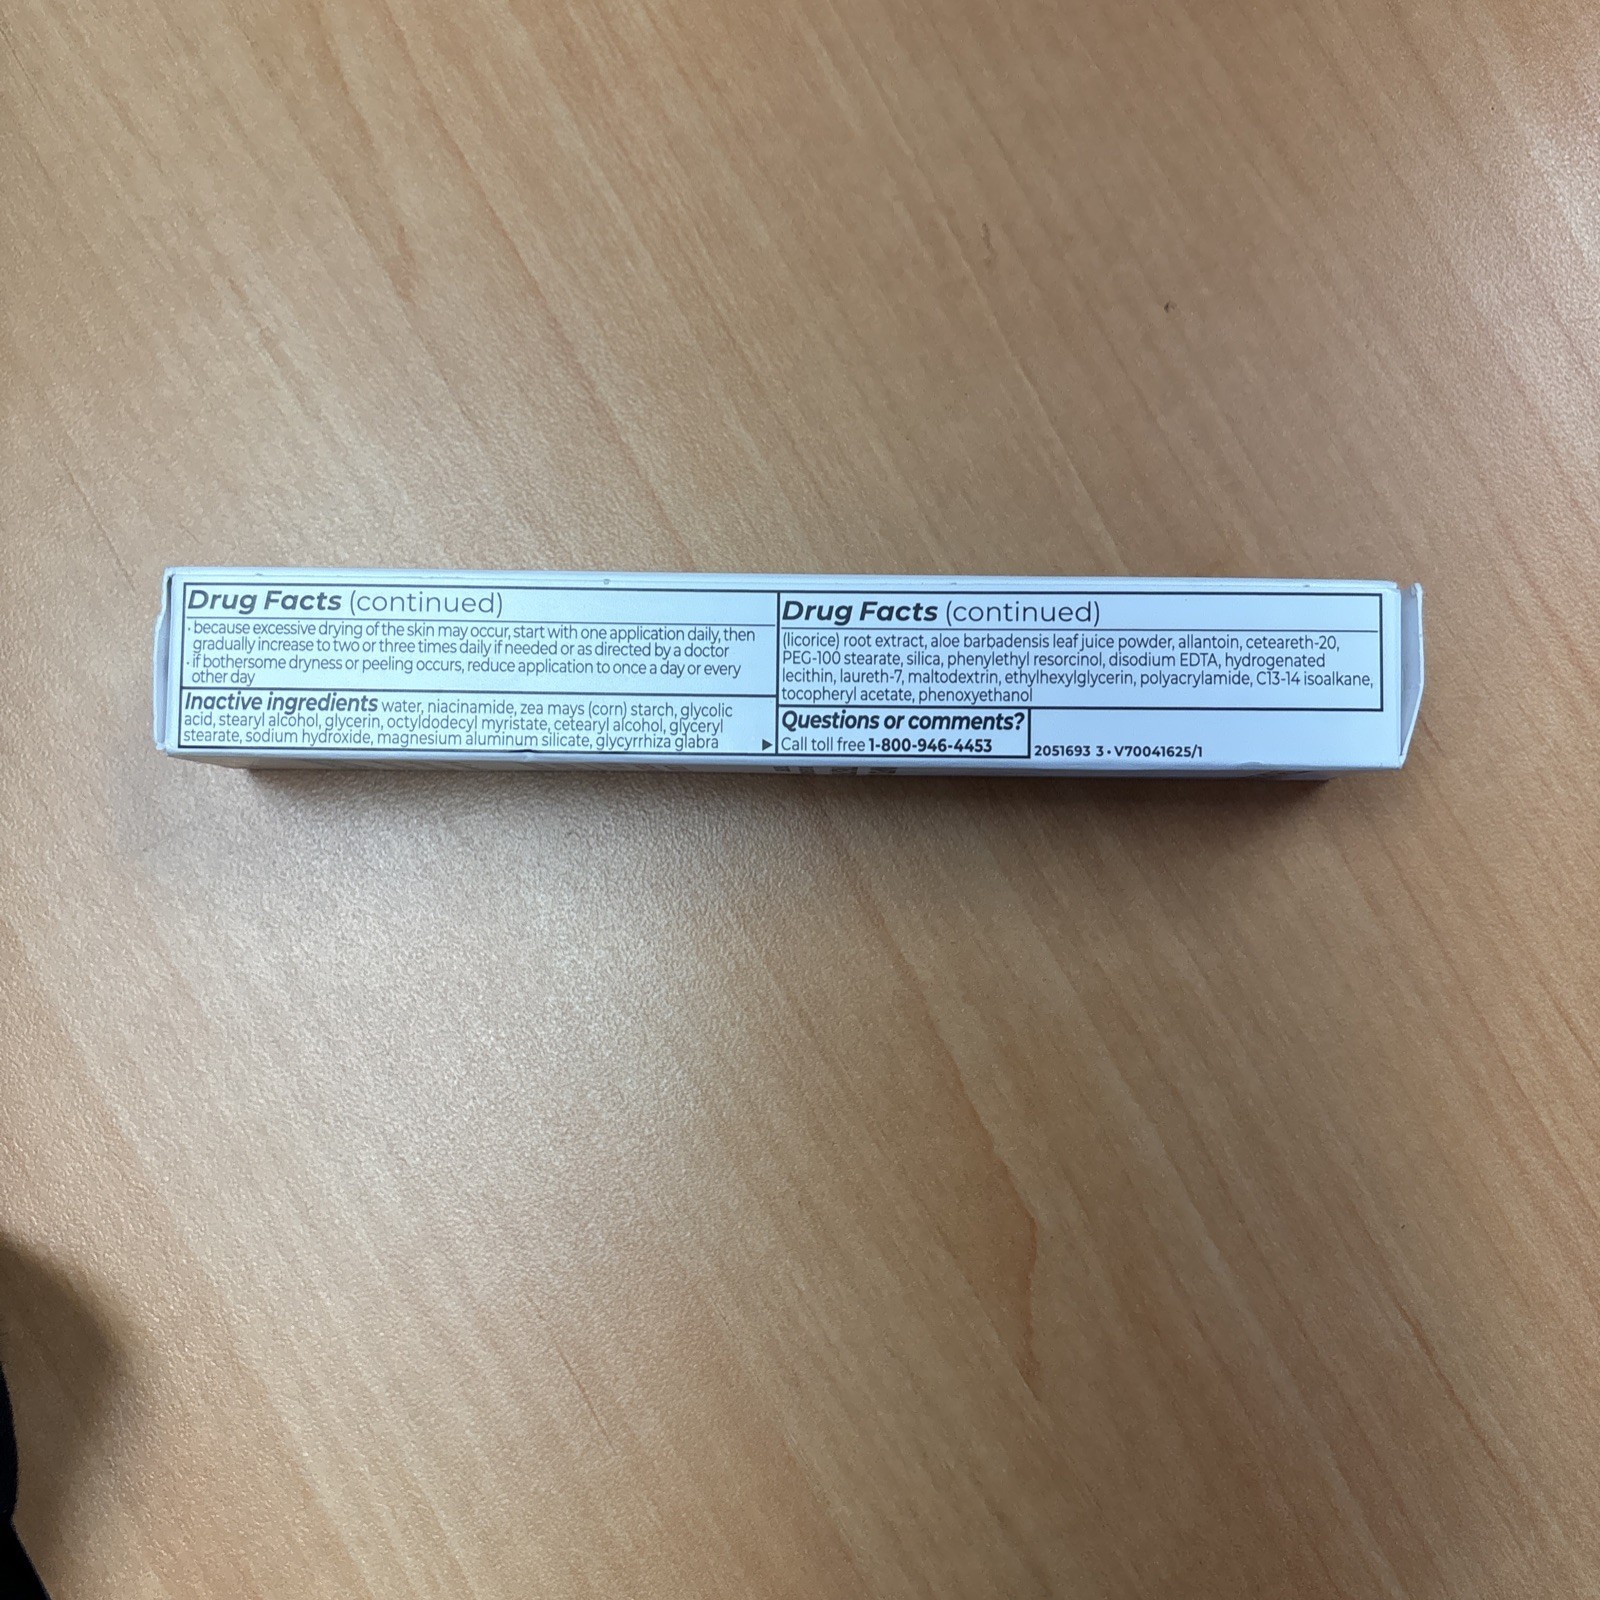 Drug Facts (continued)
· because excessive drying of the skin may occur, start with one application daily, then
gradually increase to two or three times daily if needed or as directed by a doctor
· if bothersome dryness or peeling occurs, reduce application to once a day or every
other day
Inactive ingredients water, niacinamide, zea mays (corn) starch, glycolic
acid, stearyl alcohol, glycerin, octyldodecyl myristate, cetearyl alcohol, glyceryl
stearate, sodium hydroxide, magnesium aluminum silicate, glycyrrhiza glabra
Drug Facts (continued)
(licorice) root extract, aloe barbadensis leaf juice powder, allantoin, ceteareth-20,
PEG-100 stearate, silica, phenylethyl resorcinol, disodium EDTA, hydrogenated
lecithin, laureth-7, maltodextrin, ethylhexylglycerin, polyacrylamide, C13-14 isoalkane,
tocopheryl acetate, phenoxyethanol
Questions or comments?
Call toll free 1-800-946-4453
2051693 3 · V70041625/1